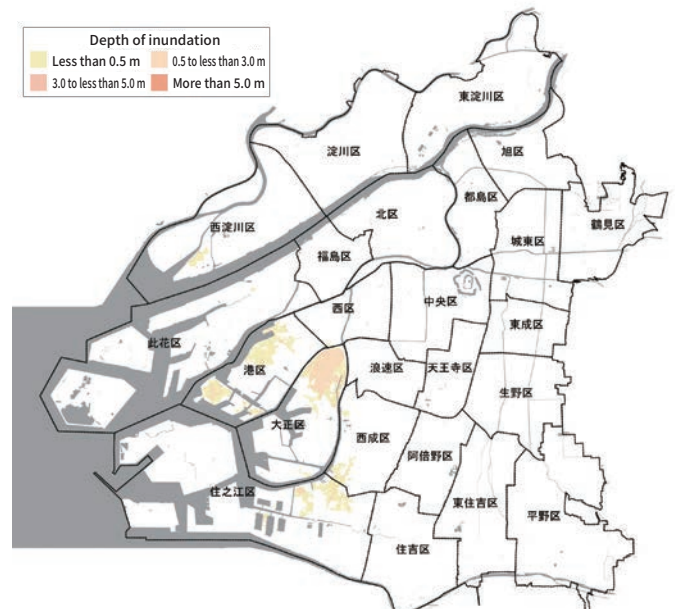 Depth of inundation
Less than 0.5 m 0.5 to less than 3.0 m
3.0 to less than 5.0 m More than 5.0 m
東淀川区
淀川区
旭区
都島区
北区
鶴見区
西淀川区
城東区
福島区
中央区
西区
東成区
此花区
港区
浪速区
天王寺区
生野区
大正区
西成区
阿倍野区
住之江区
東住吉区
平野区
住吉区